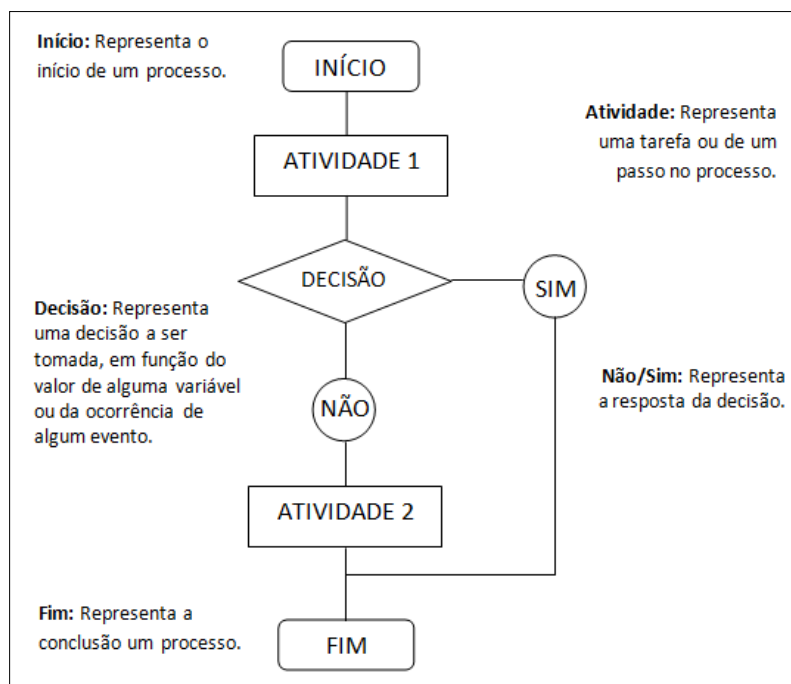 Início: Representa o
início de um processo.
INÍCIO
Atividade: Representa
uma tarefa ou de um
passo no processo.
ATIVIDADE 1
DECISÃO
SIM
Decisão: Representa
uma decisão a ser
tomada, em função do
valor de alguma variável
ou da ocorrência de
algum evento.
NÃO
Não/Sim: Representa
a resposta da decisão.
ATIVIDADE 2
Fim: Representa a
conclusão um processo.
FIM